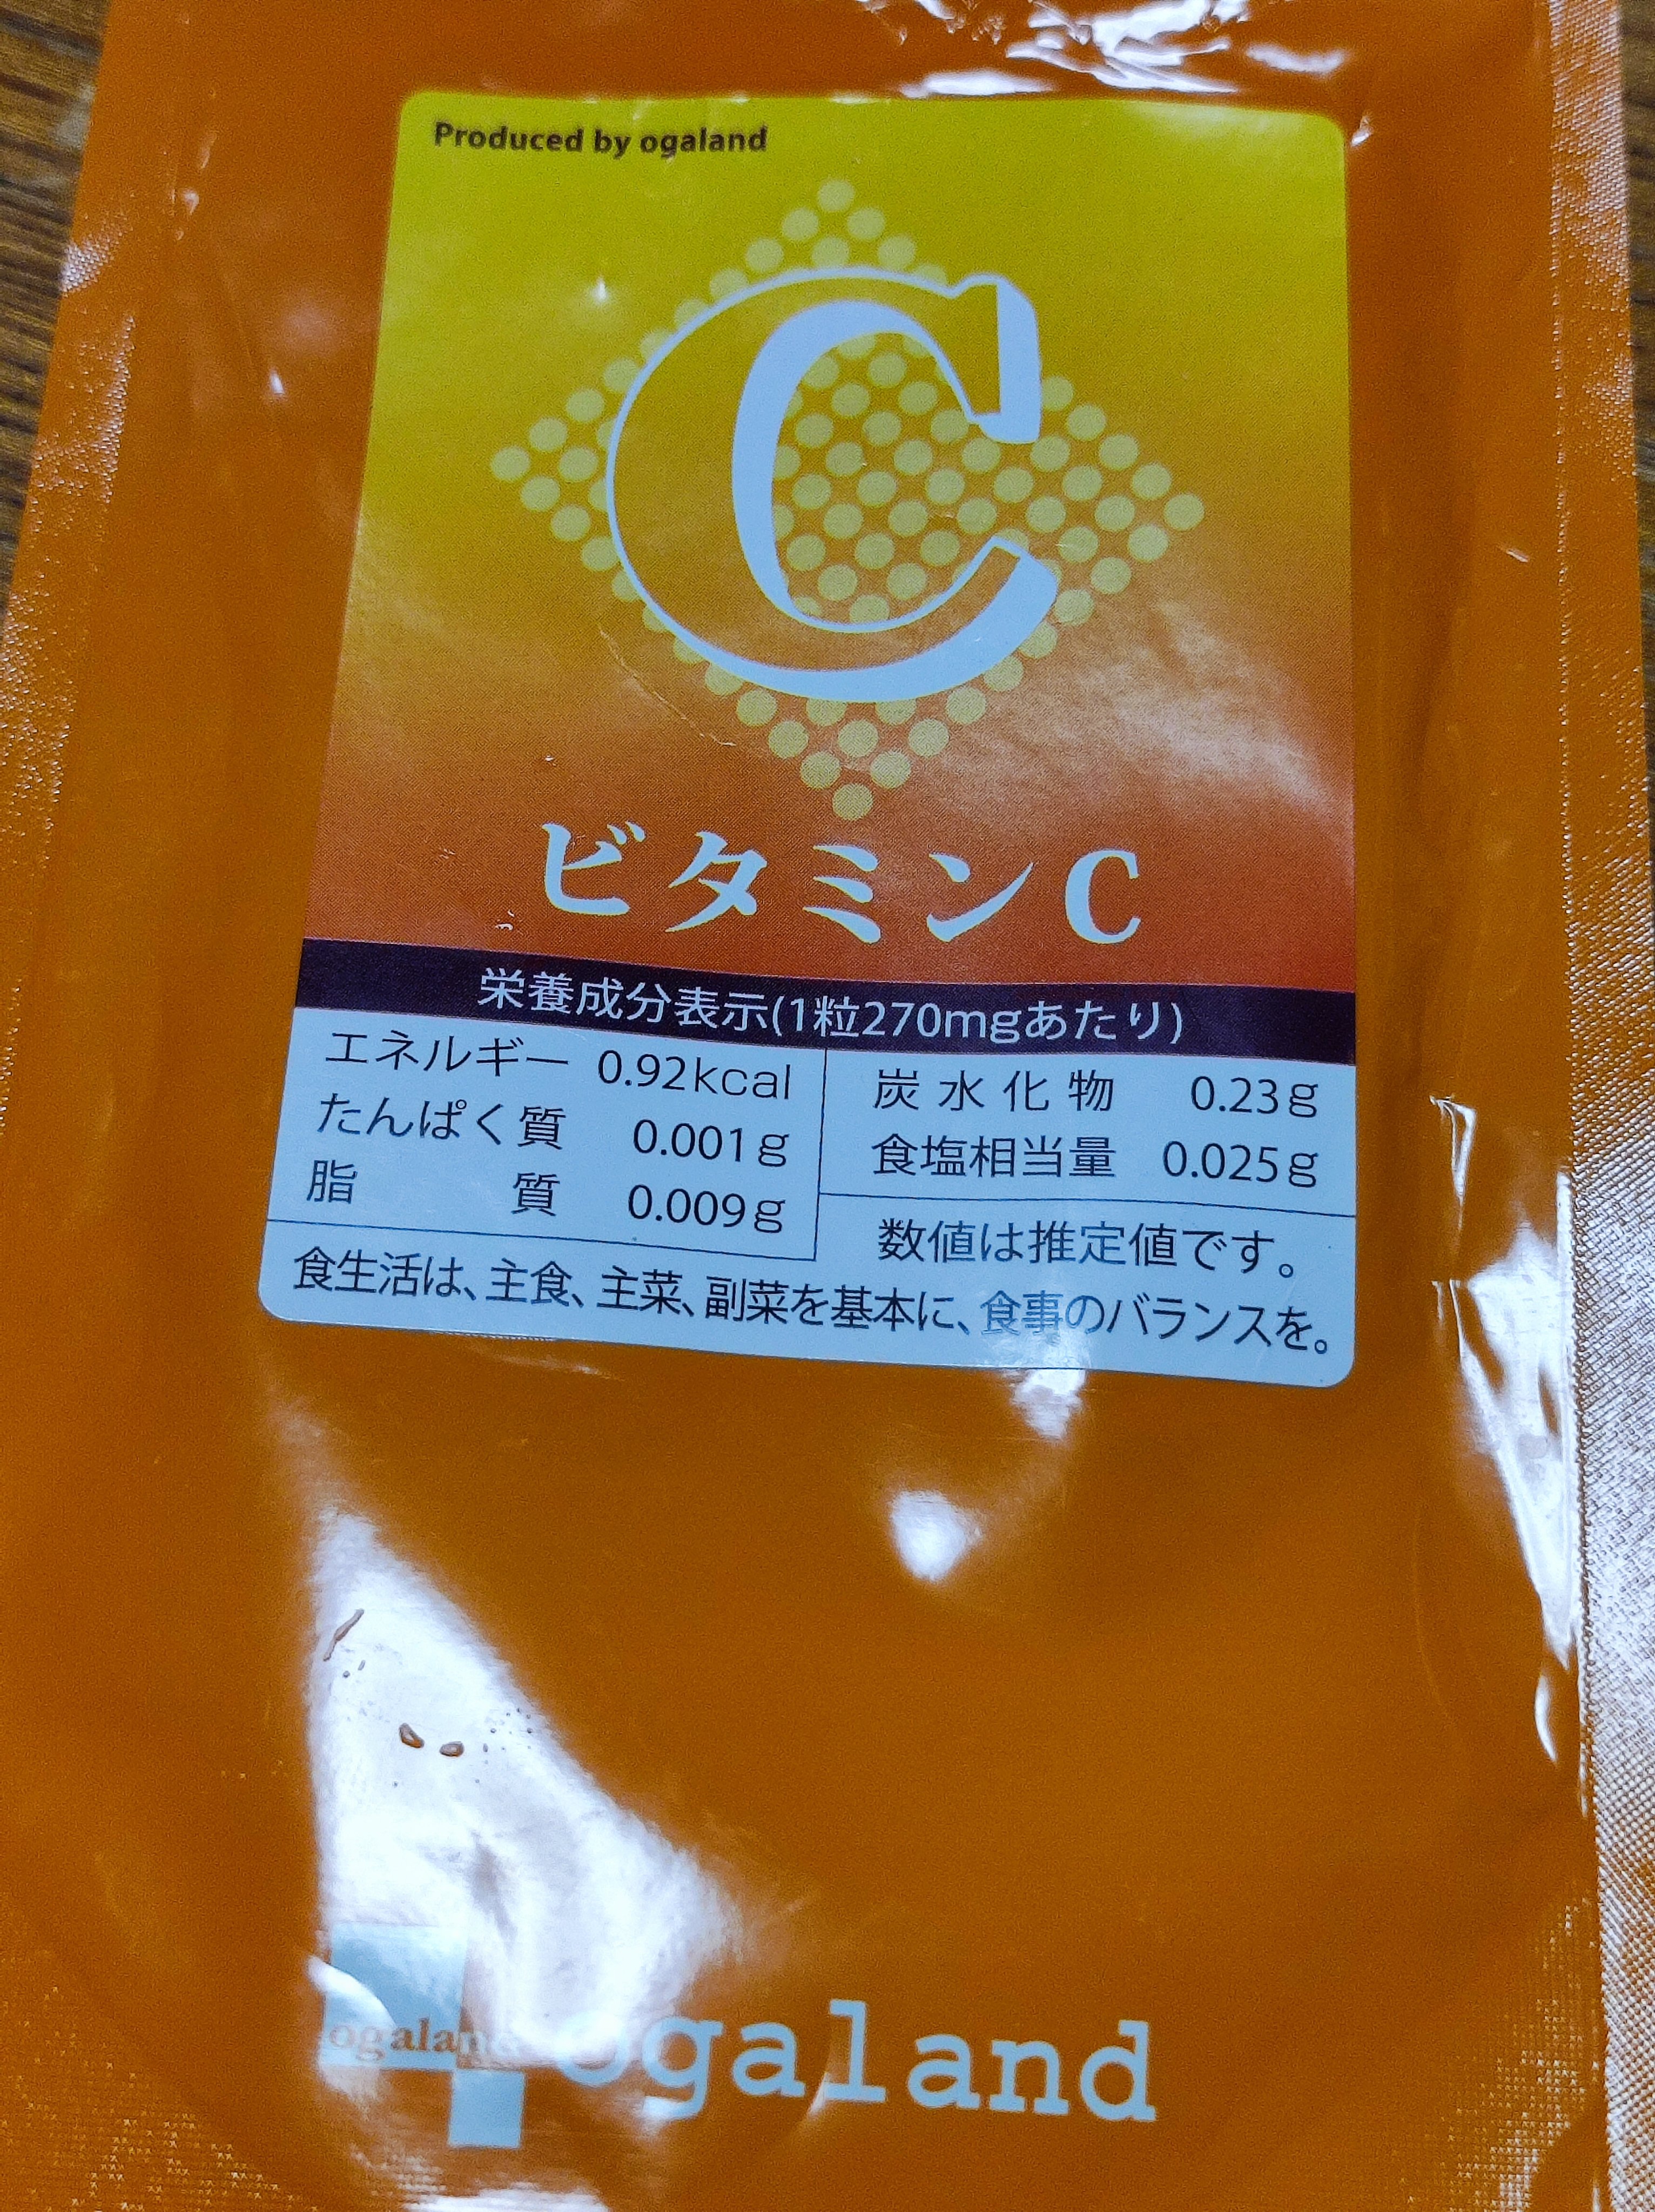 Produced by ogaland
C
ビタミンC
栄養成分表示(1粒270mgあたり)
エネルギー 0.92kcal
たんぱく質 0.001g
脂質 0.009g
炭水化物 0.23g
食塩相当量 0.025g
数値は推定値です。
食生活は、主食、主菜、副菜を基本に、食事のバランスを。
ogaland
ogaland